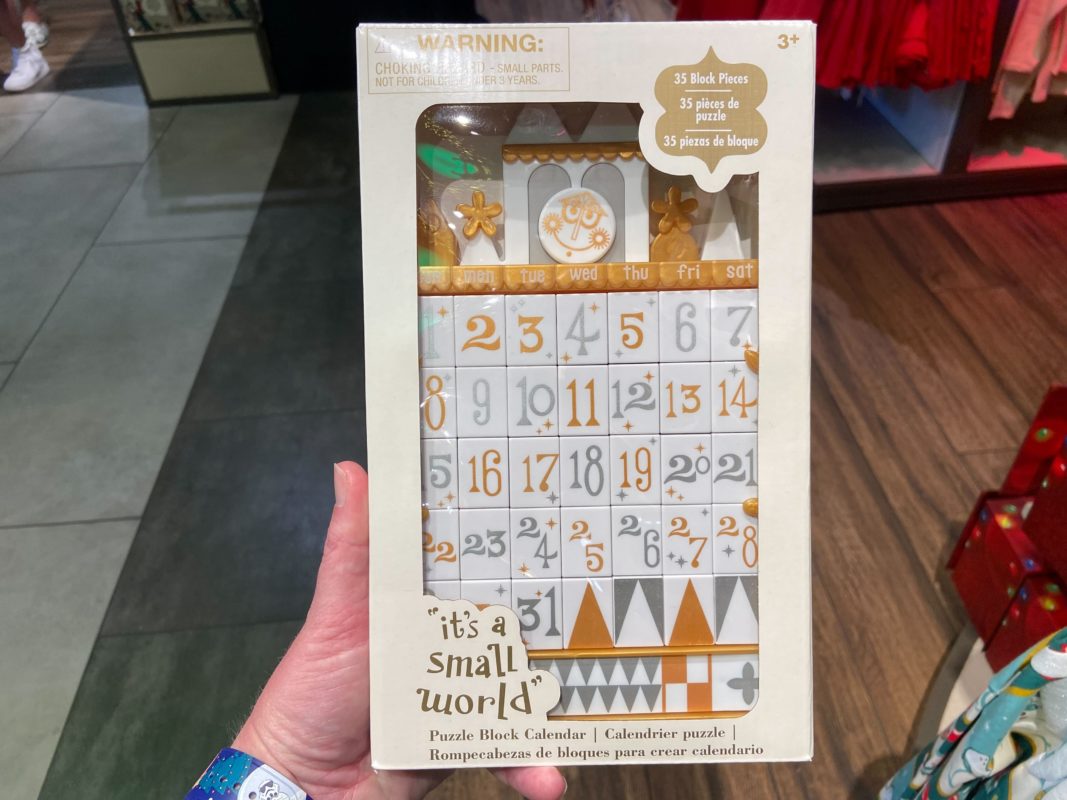 WARNING:
CHOKING - SMALL PARTS.
NOT FOR UNDER 3 YEARS.
3+
35 Block Pieces
35 pièces de
puzzle
35 piezas de bloque
mon tue wed thu fri sat
1 2 3 4 5 6 7
8 9 10 11 12 13 14
5 16 17 18 19 20 21
22 23 24 25 26 27 28
31
"it's a
small
world"
Puzzle Block Calendar | Calendrier puzzle |
Rompecabezas de bloques para crear calendario